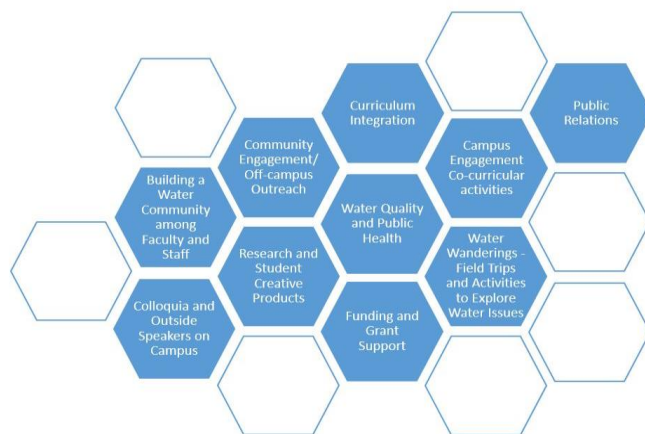 Curriculum
Integration
Public
Relations
Community
Engagement/
Off-campus
Outreach
Campus
Engagement
Co-curricular
activities
Building a
Water
Community
among
Faculty and
Staff
Water Quality
and Public
Health
Research and
Student
Creative
Products
Water
Wanderings -
Field Trips
and Activities
to Explore
Water Issues
Colloquia and
Outside
Speakers on
Campus
Funding and
Grant
Support